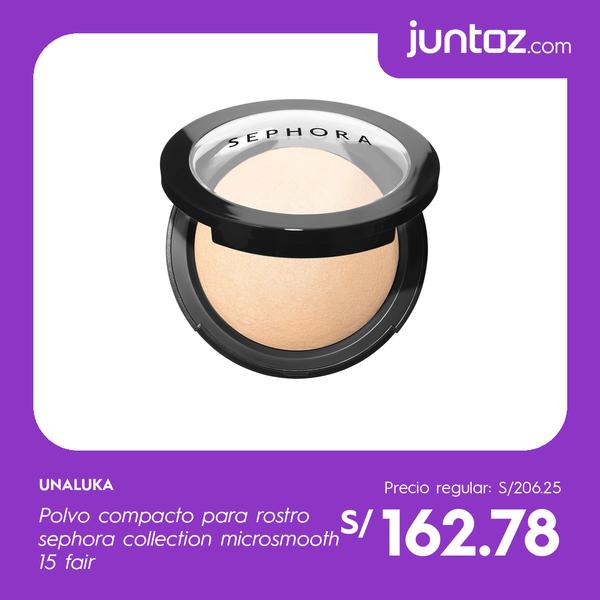 juntoz.com
SEPHORA
UNALUKA
Polvo compacto para rostro
sephora collection microsmooth
15 fair
Precio regular: S/206.25
S/162.78